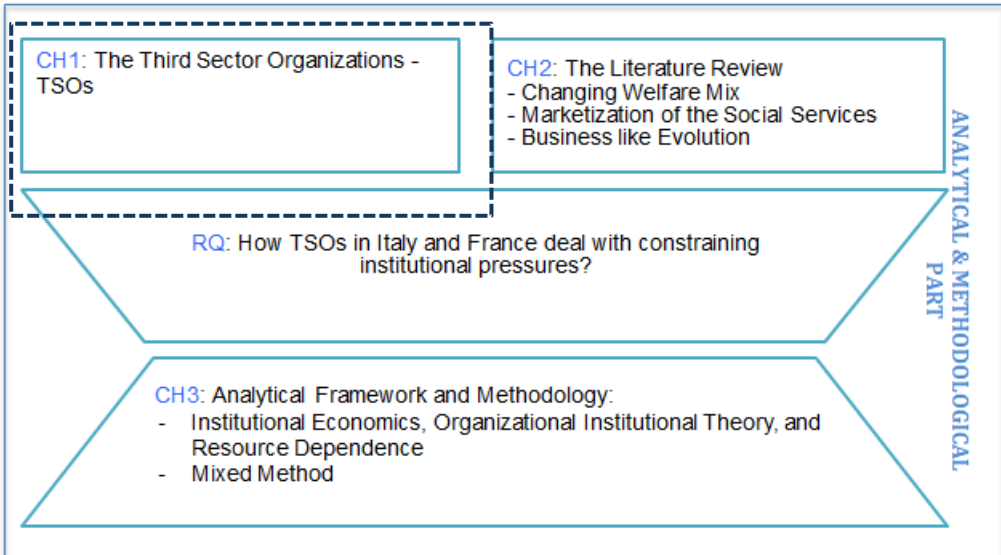 CH1: The Third Sector Organizations -
TSOs
CH2: The Literature Review
- Changing Welfare Mix
- Marketization of the Social Services
- Business like Evolution
RQ: How TSOs in Italy and France deal with constraining
institutional pressures?
CH3: Analytical Framework and Methodology:
- Institutional Economics, Organizational Institutional Theory, and
Resource Dependence
- Mixed Method
ANALYTICAL & METHODOLOGICAL
PART